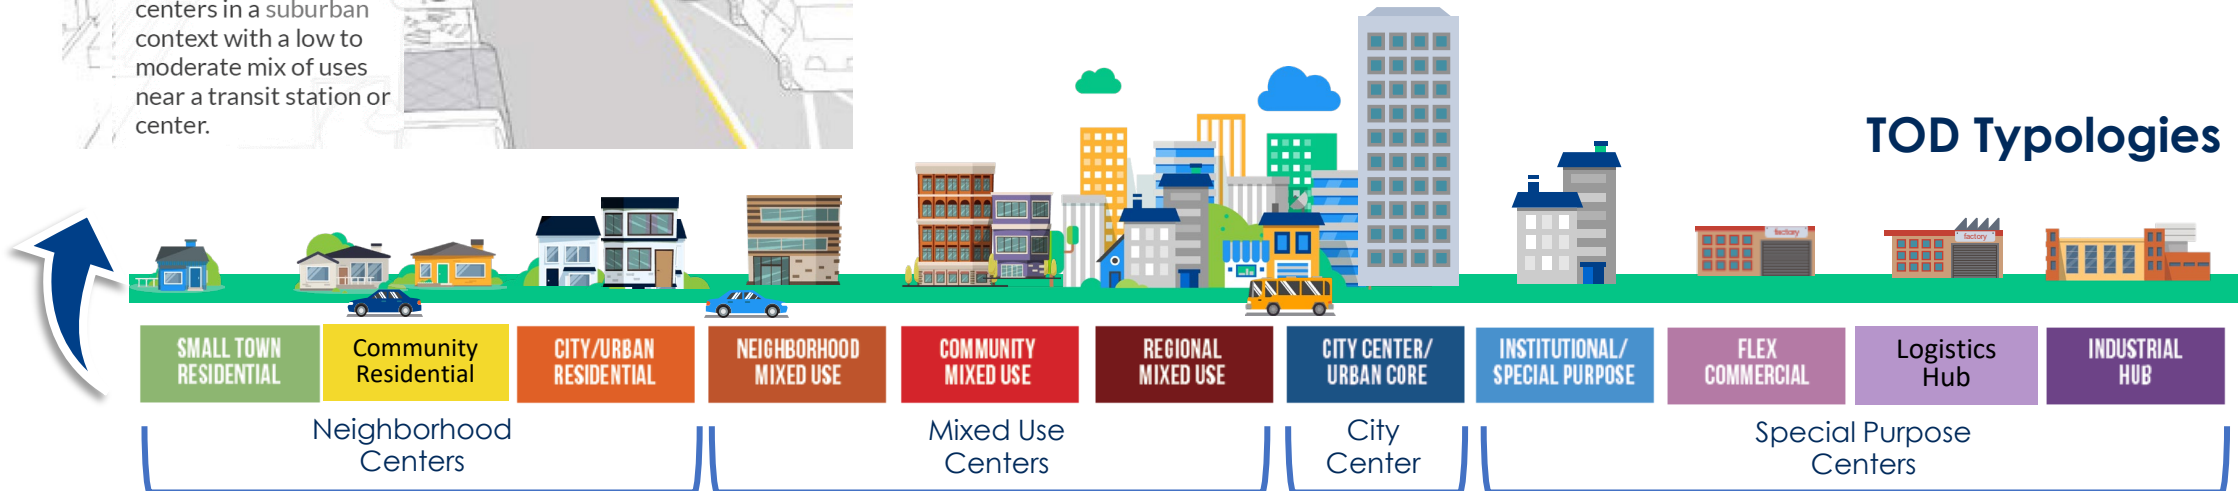 centers in a suburban
context with a low to
moderate mix of uses
near a transit station or
center.
TOD Typologies
factory
factory
SMALL TOWN
RESIDENTIAL
Community
Residential
CITY/URBAN
RESIDENTIAL
NEIGHBORHOOD
MIXED USE
COMMUNITY
MIXED USE
REGIONAL
MIXED USE
CITY CENTER/
URBAN CORE
INSTITUTIONAL/
SPECIAL PURPOSE
FLEX
COMMERCIAL
Logistics
Hub
INDUSTRIAL
HUB
Neighborhood
Centers
Mixed Use
Centers
City
Center
Special Purpose
Centers